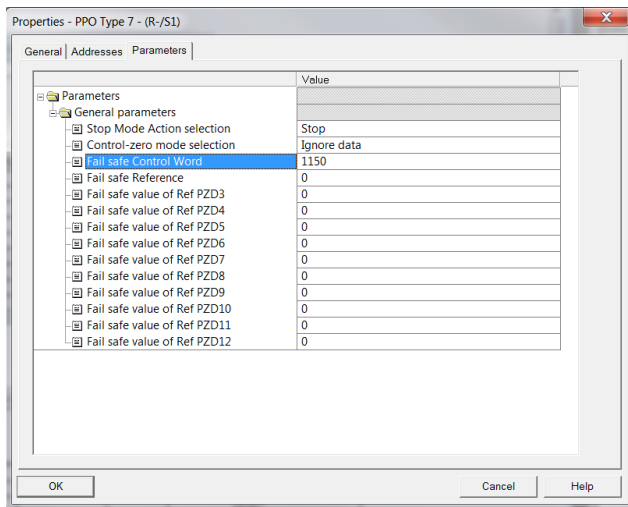 Properties - PPO Type 7 - (R-/S1)
General Addresses Parameters
Value
Parameters
General parameters
Stop Mode Action selection Stop
Control-zero mode selection Ignore data
Fail safe Control Word 1150
Fail safe Reference 0
Fail safe value of Ref PZD3 0
Fail safe value of Ref PZD4 0
Fail safe value of Ref PZD5 0
Fail safe value of Ref PZD6 0
Fail safe value of Ref PZD7 0
Fail safe value of Ref PZD8 0
Fail safe value of Ref PZD9 0
Fail safe value of Ref PZD10 0
Fail safe value of Ref PZD11 0
Fail safe value of Ref PZD12 0
OK Cancel Help